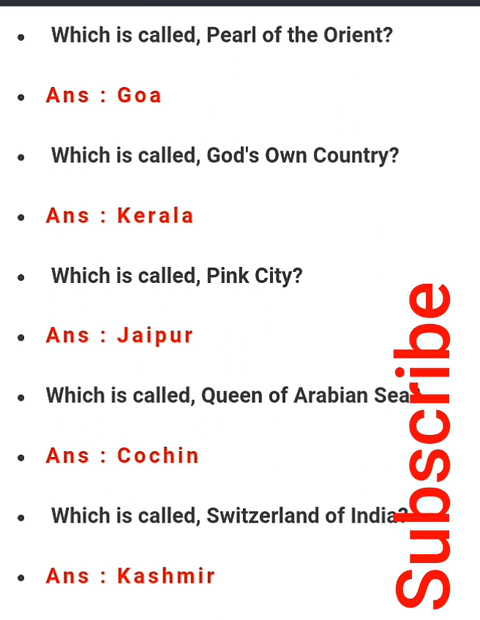 Which is called, Pearl of the Orient?
Ans : Goa
Which is called, God's Own Country?
Ans : Kerala
Which is called, Pink City?
Ans : Jaipur
Which is called, Queen of Arabian Sea?
Ans : Cochin
Which is called, Switzerland of India?
Ans : Kashmir
Subscribe